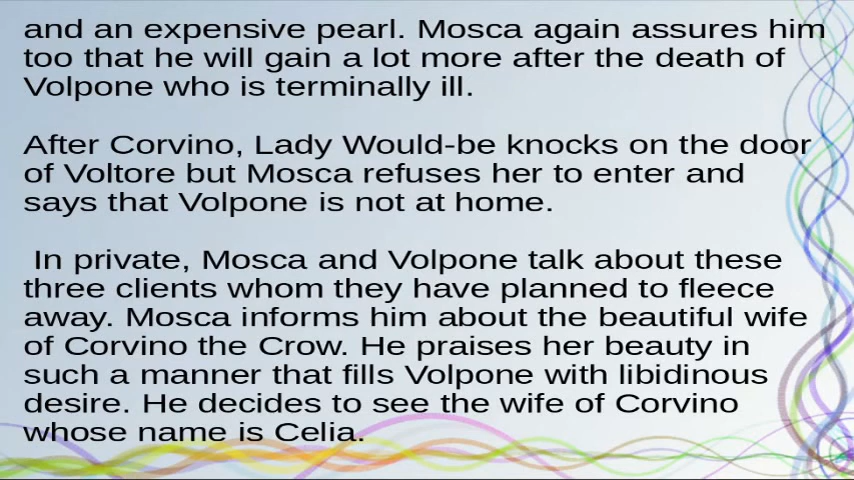 and an expensive pearl. Mosca again assures him
too that he will gain a lot more after the death of
Volpone who is terminally ill.
After Corvino, Lady Would-be knocks on the door
of Voltore but Mosca refuses her to enter and
says that Volpone is not at home.
In private, Mosca and Volpone talk about these
three clients whom they have planned to fleece
away. Mosca informs him about the beautiful wife
of Corvino the Crow. He praises her beauty in
such a manner that fills Volpone with libidinous
desire. He decides to see the wife of Corvino
whose name is Celia.